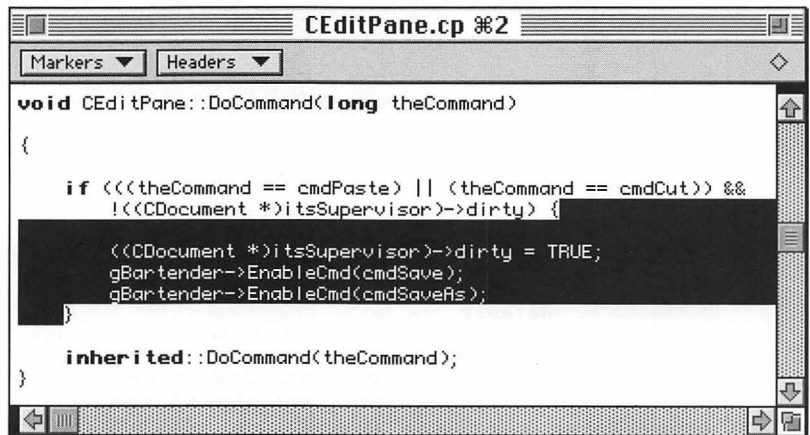 CEditPane.cp ⌘2
Markers ▼ Headers ▼
void CEditPane::DoCommand(long theCommand)
{
if (((theCommand == cmdPaste) || (theCommand == cmdCut)) &&
!((CDocument *)itsSupervisor)->dirty) {
((CDocument *)itsSupervisor)->dirty = TRUE;
gBartender->EnableCmd(cmdSave);
gBartender->EnableCmd(cmdSaveAs);
}
inherited::DoCommand(theCommand);
}